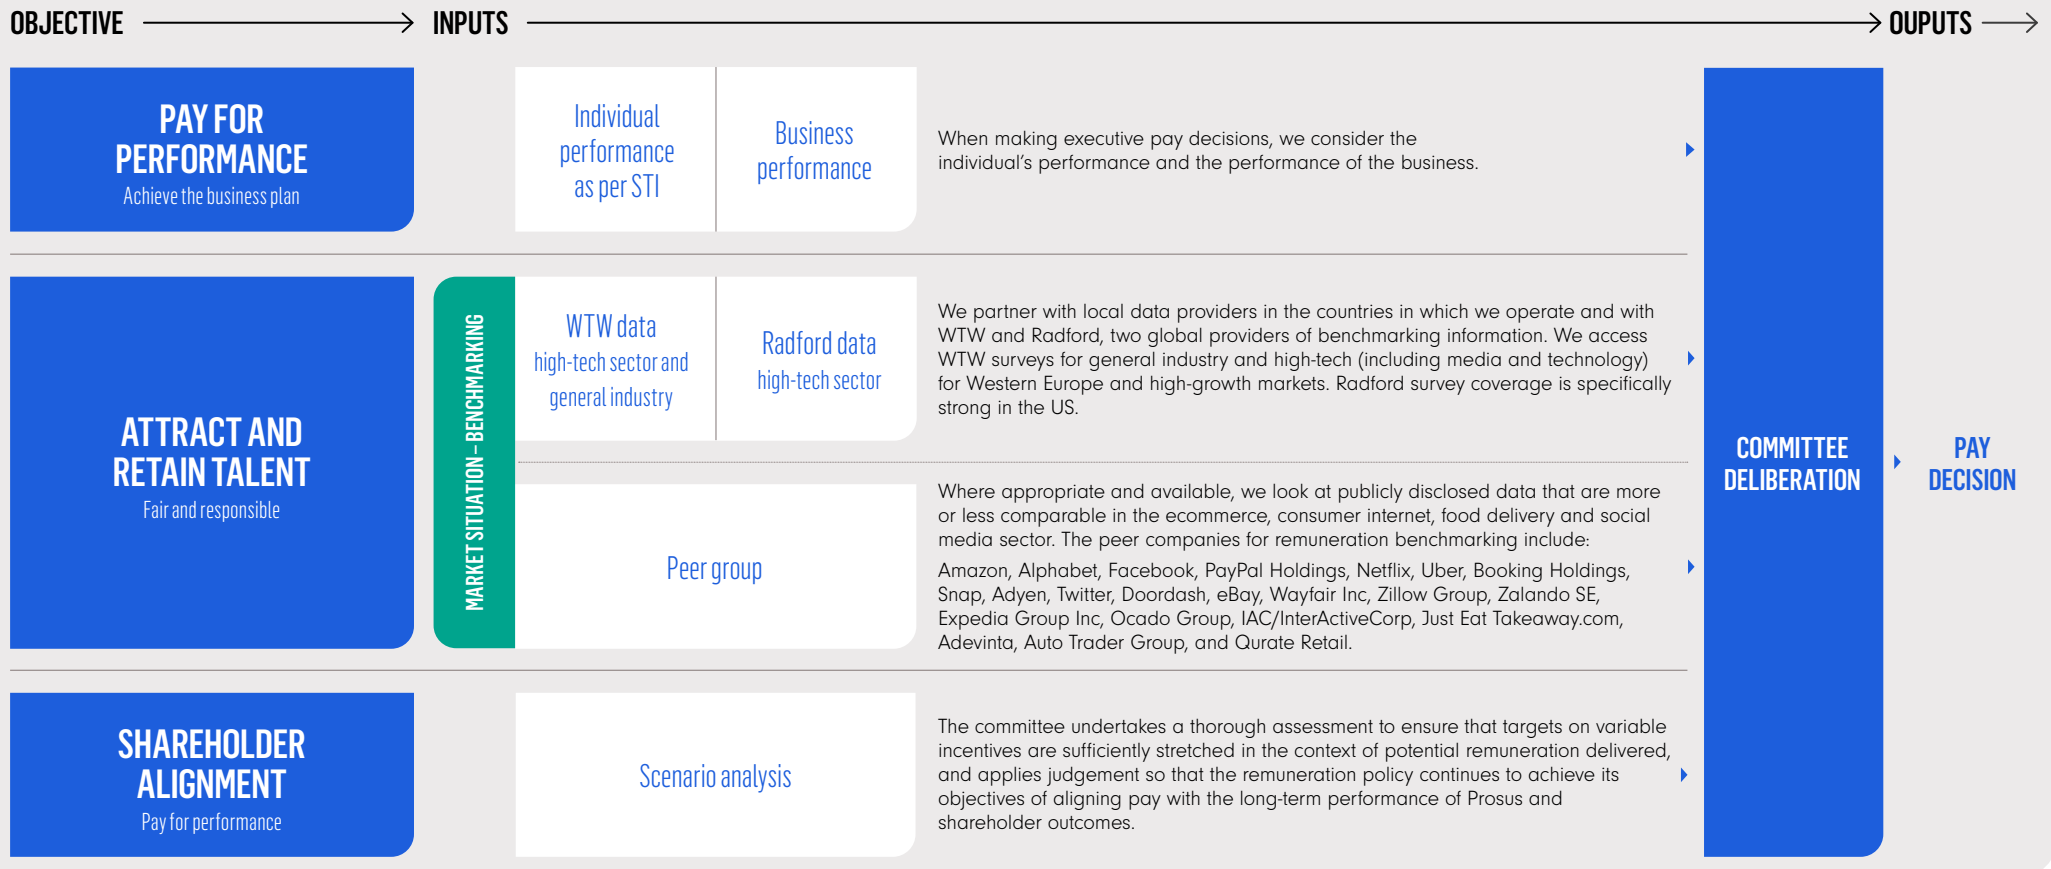 OBJECTIVE
INPUTS
OUPUTS
PAY FOR
PERFORMANCE
Achieve the business plan
Individual
performance
as per STI
Business
performance
When making executive pay decisions, we consider the
individual's performance and the performance of the business.
ATTRACT AND
RETAIN TALENT
Fair and responsible
MARKET SITUATION – BENCHMARKING
WTW data
high-tech sector and
general industry
Radford data
high-tech sector
We partner with local data providers in the countries in which we operate and with
WTW and Radford, two global providers of benchmarking information. We access
WTW surveys for general industry and high-tech (including media and technology)
for Western Europe and high-growth markets. Radford survey coverage is specifically
strong in the US.
Peer group
Where appropriate and available, we look at publicly disclosed data that are more
or less comparable in the ecommerce, consumer internet, food delivery and social
media sector. The peer companies for remuneration benchmarking include:
Amazon, Alphabet, Facebook, PayPal Holdings, Netflix, Uber, Booking Holdings,
Snap, Adyen, Twitter, Doordash, eBay, Wayfair Inc, Zillow Group, Zalando SE,
Expedia Group Inc, Ocado Group, IAC/InterActiveCorp, Just Eat Takeaway.com,
Adevinta, Auto Trader Group, and Qurate Retail.
SHAREHOLDER
ALIGNMENT
Pay for performance
Scenario analysis
The committee undertakes a thorough assessment to ensure that targets on variable
incentives are sufficiently stretched in the context of potential remuneration delivered,
and applies judgement so that the remuneration policy continues to achieve its
objectives of aligning pay with the long-term performance of Prosus and
shareholder outcomes.
COMMITTEE
DELIBERATION
PAY
DECISION